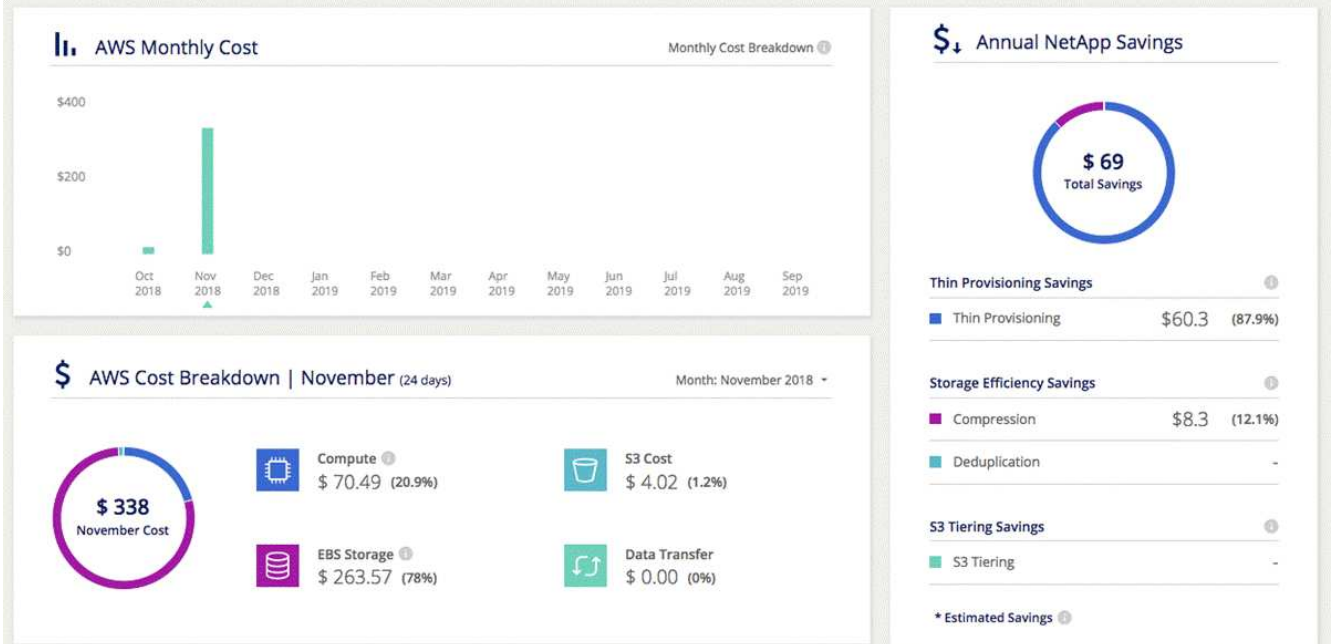 AWS Monthly Cost
Monthly Cost Breakdown
$400
$200
$0
Oct Nov Dec Jan Feb Mar Apr May Jun Jul Aug Sep
2018 2018 2018 2019 2019 2019 2019 2019 2019 2019 2019 2019
$ AWS Cost Breakdown | November (24 days)
Month: November 2018
$ 338
November Cost
Compute
$ 70.49 (20.9%)
S3 Cost
$ 4.02 (1.2%)
EBS Storage
$ 263.57 (78%)
Data Transfer
$ 0.00 (0%)
$ Annual NetApp Savings
$ 69
Total Savings
Thin Provisioning Savings
Thin Provisioning $60.3 (87.9%)
Storage Efficiency Savings
Compression $8.3 (12.1%)
Deduplication -
S3 Tiering Savings
S3 Tiering -
* Estimated Savings